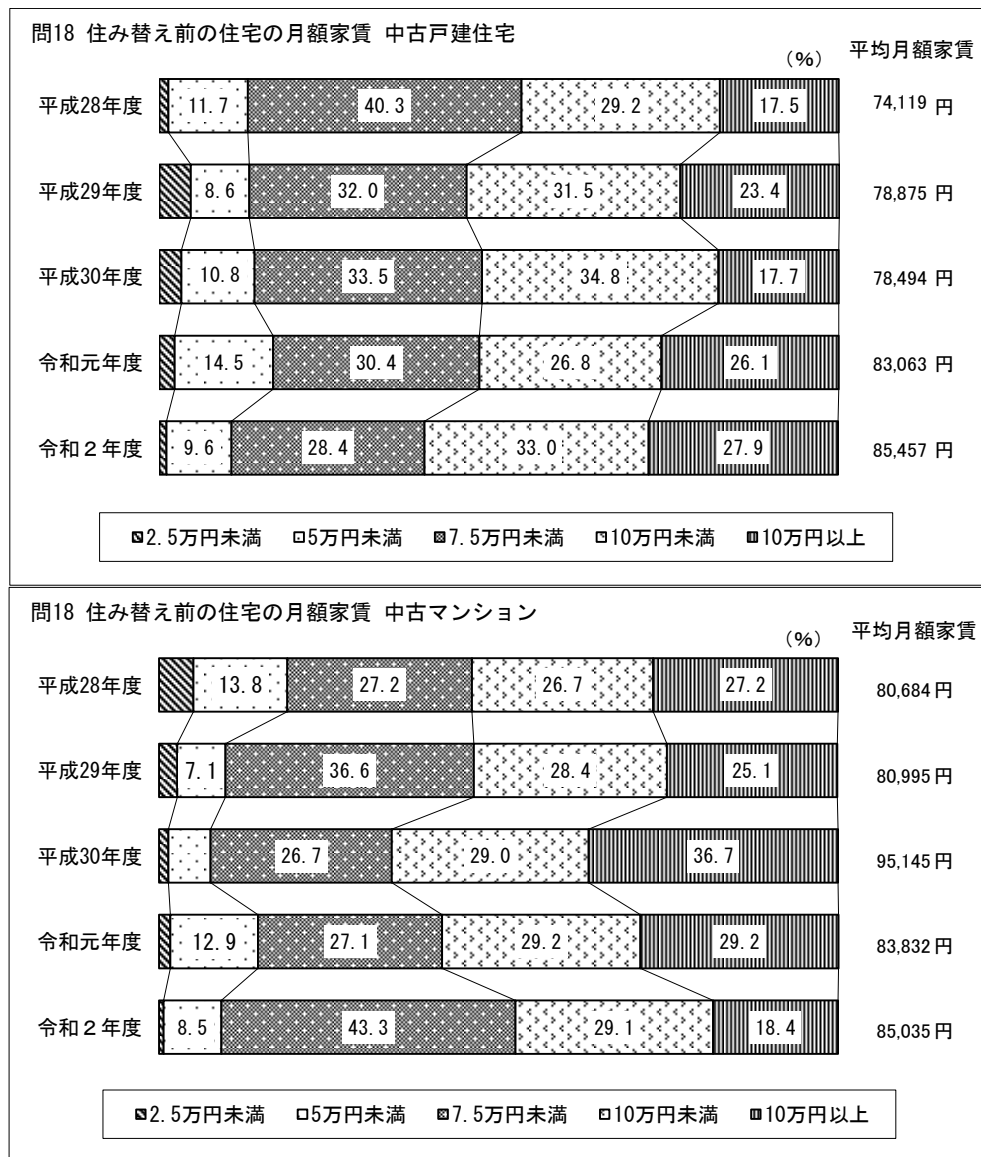 問18 住み替え前の住宅の月額家賃 中古戸建住宅
(%) 平均月額家賃
平成28年度 11.7 40.3 29.2 17.5 74,119 円
平成29年度 8.6 32.0 31.5 23.4 78,875 円
平成30年度 10.8 33.5 34.8 17.7 78,494 円
令和元年度 14.5 30.4 26.8 26.1 83,063 円
令和２年度 9.6 28.4 33.0 27.9 85,457 円
2.5万円未満 5万円未満 7.5万円未満 10万円未満 10万円以上
問18 住み替え前の住宅の月額家賃 中古マンション
(%) 平均月額家賃
平成28年度 13.8 27.2 26.7 27.2 80,684 円
平成29年度 7.1 36.6 28.4 25.1 80,995 円
平成30年度 26.7 29.0 36.7 95,145 円
令和元年度 12.9 27.1 29.2 29.2 83,832 円
令和２年度 8.5 43.3 29.1 18.4 85,035 円
2.5万円未満 5万円未満 7.5万円未満 10万円未満 10万円以上